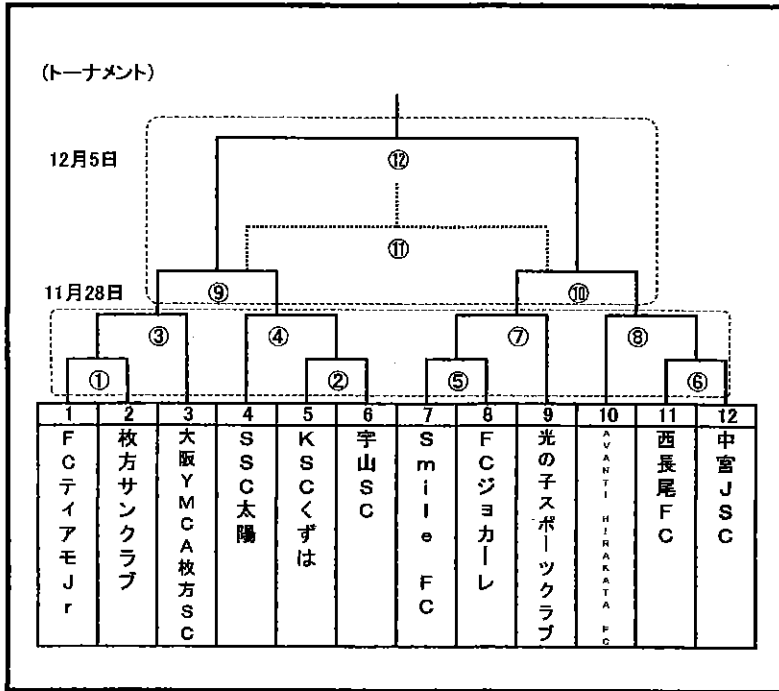 (トーナメント)
12月5日
⑫
⑪
11月28日
⑨
⑩
③
④
⑦
⑧
①
②
⑤
⑥
1
2
3
4
5
6
7
8
9
10
11
12
FCティアモJr
枚方サンクラブ
大阪YMCA枚方SC
SSC太陽
KSCくずは
宇山SC
Smile FC
FCジョカーレ
光の子スポーツクラブ
AVANTI HIRAKATA FC
西長尾FC
中宮JSC